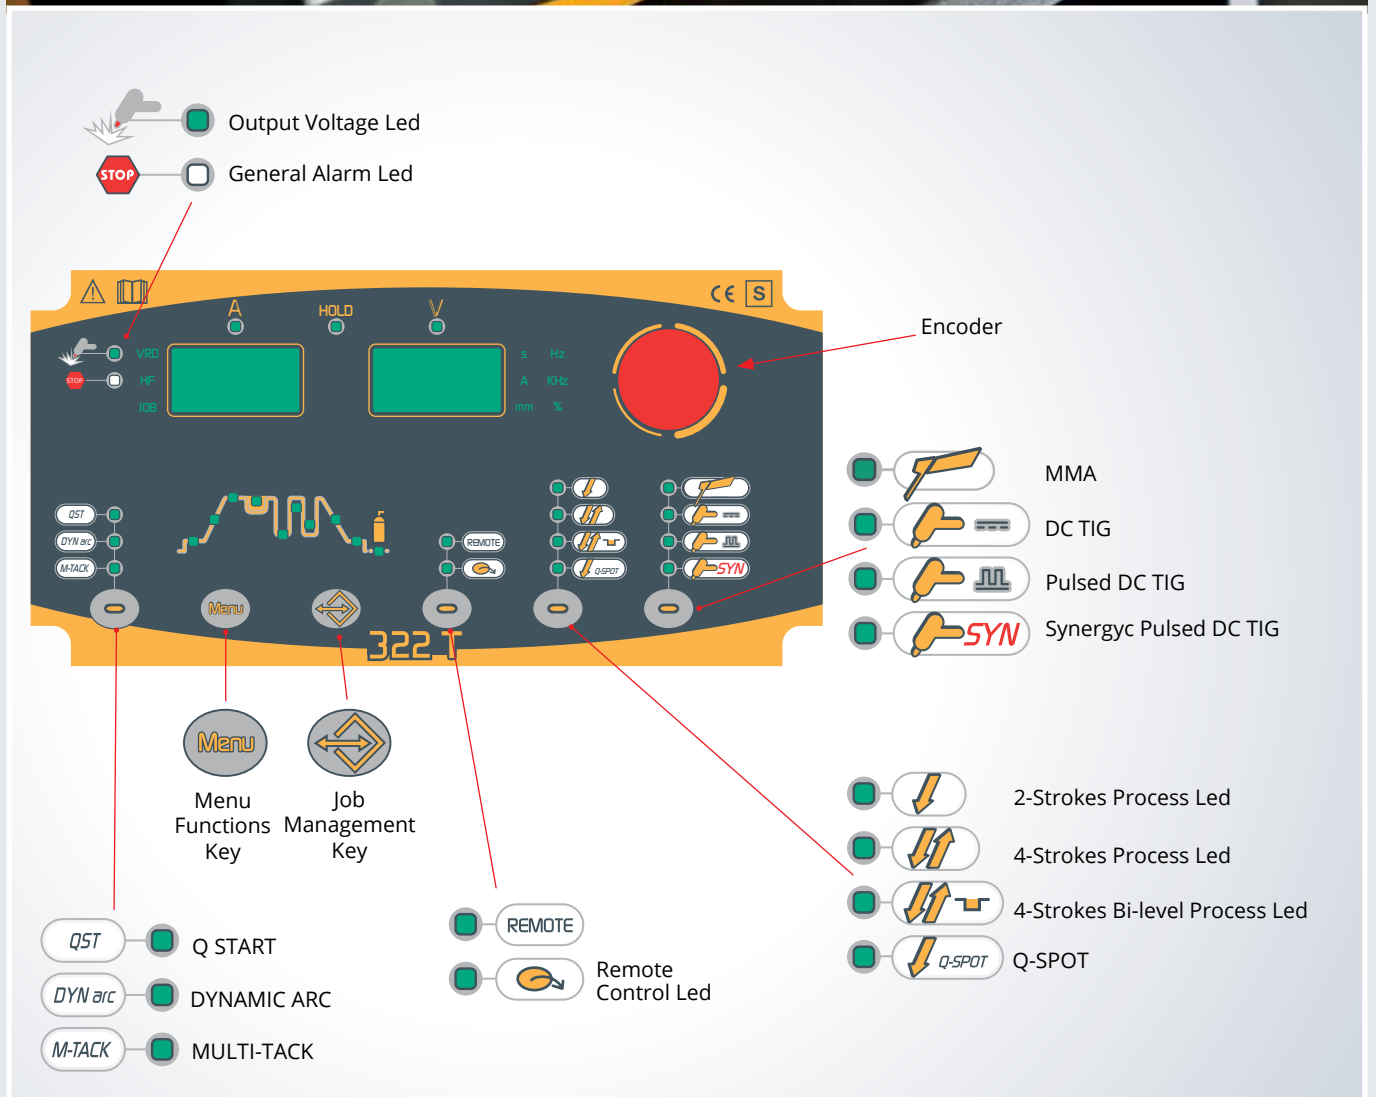 Output Voltage Led
STOP
General Alarm Led
CE S
A HOLD V
VRD
STOP HF
JOB
s Hz
A KHz
mm %
Encoder
QST
DYN arc
M-TACK
REMOTE
Q-SPOT
SYN
Menu
322 T
MMA
DC TIG
Pulsed DC TIG
SYN Synergyc Pulsed DC TIG
Menu
Menu
Functions
Key
Job
Management
Key
2-Strokes Process Led
4-Strokes Process Led
4-Strokes Bi-level Process Led
Q-SPOT Q-SPOT
REMOTE
Remote
Control Led
QST Q START
DYN arc DYNAMIC ARC
M-TACK MULTI-TACK